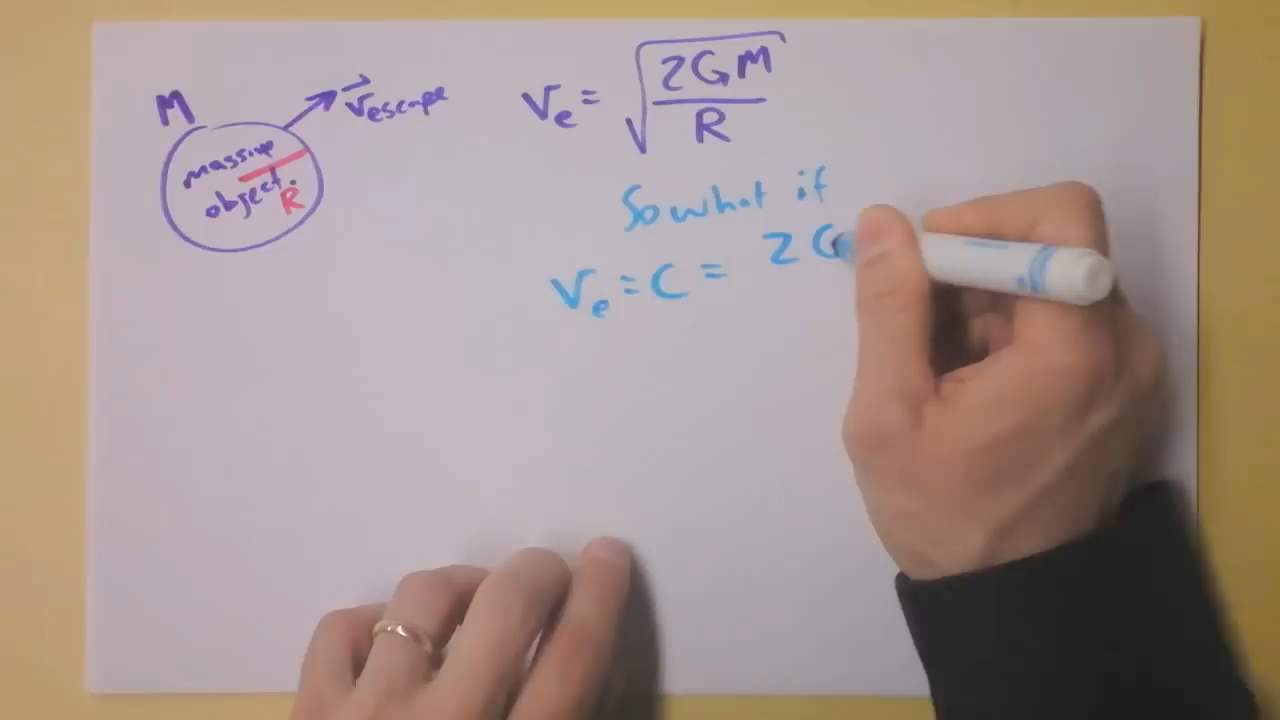 M
v⃗escape
massive
object.
R
Ve = √(2GM/R)
So what if
Ve = C = 2G